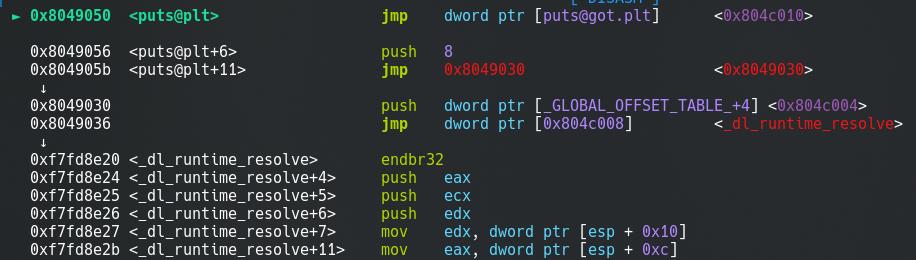 [ DISASM ]
► 0x8049050 <puts@plt> jmp dword ptr [puts@got.plt] <0x804c010>
0x8049056 <puts@plt+6> push 8
0x804905b <puts@plt+11> jmp 0x8049030 <0x8049030>
↓
0x8049030 push dword ptr [_GLOBAL_OFFSET_TABLE_+4] <0x804c004>
0x8049036 jmp dword ptr [0x804c008] <_dl_runtime_resolve>
↓
0xf7fd8e20 <_dl_runtime_resolve> endbr32
0xf7fd8e24 <_dl_runtime_resolve+4> push eax
0xf7fd8e25 <_dl_runtime_resolve+5> push ecx
0xf7fd8e26 <_dl_runtime_resolve+6> push edx
0xf7fd8e27 <_dl_runtime_resolve+7> mov edx, dword ptr [esp + 0x10]
0xf7fd8e2b <_dl_runtime_resolve+11> mov eax, dword ptr [esp + 0xc]